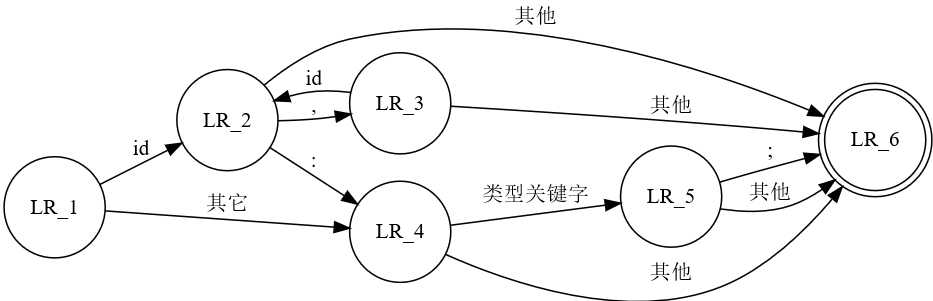 其他
id
LR_3
,
LR_2
其他
LR_6
id
:
;
LR_1
其它
类型关键字
LR_5
其他
LR_4
其他